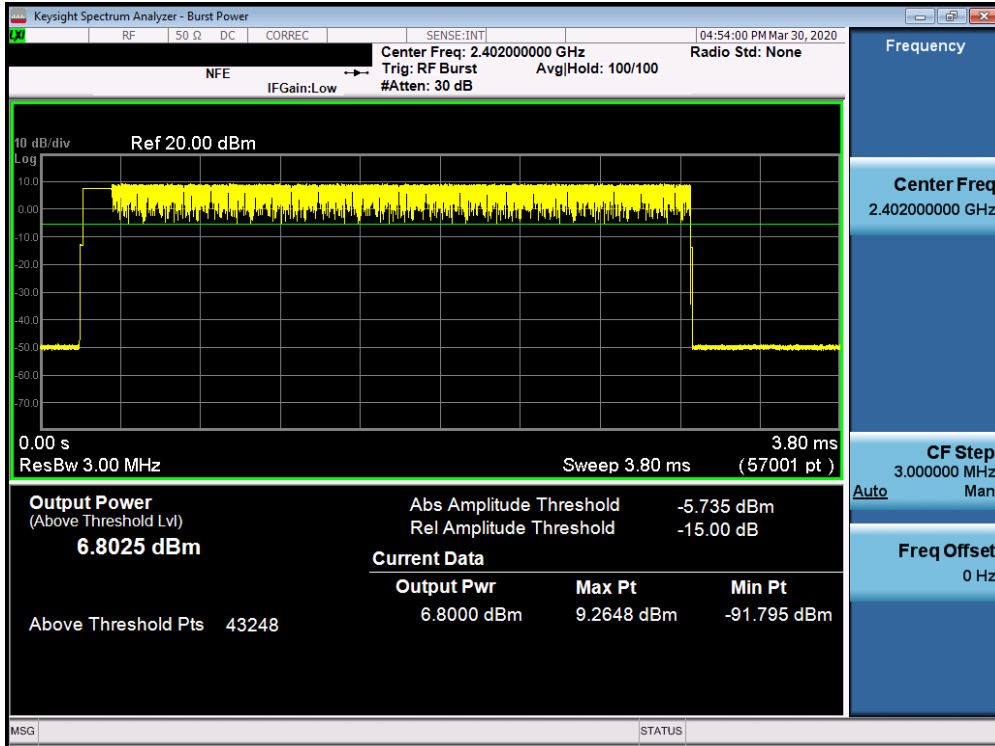 Keysight Spectrum Analyzer - Burst Power
LXI RF 50 Ω DC CORREC SENSE:INT 04:54:00 PM Mar 30, 2020
Center Freq: 2.402000000 GHz Radio Std: None
NFE Trig: RF Burst Avg|Hold: 100/100
IFGain:Low #Atten: 30 dB
10 dB/div Ref 20.00 dBm
Log
10.0
0.00
-10.0
-20.0
-30.0
-40.0
-50.0
-60.0
-70.0
0.00 s 3.80 ms
ResBw 3.00 MHz Sweep 3.80 ms (57001 pt)
Output Power
(Above Threshold Lvl)
6.8025 dBm
Above Threshold Pts 43248
Abs Amplitude Threshold -5.735 dBm
Rel Amplitude Threshold -15.00 dB
Current Data
Output Pwr Max Pt Min Pt
6.8000 dBm 9.2648 dBm -91.795 dBm
Frequency
Center Freq
2.402000000 GHz
CF Step
3.000000 MHz
Auto Man
Freq Offset
0 Hz
MSG STATUS